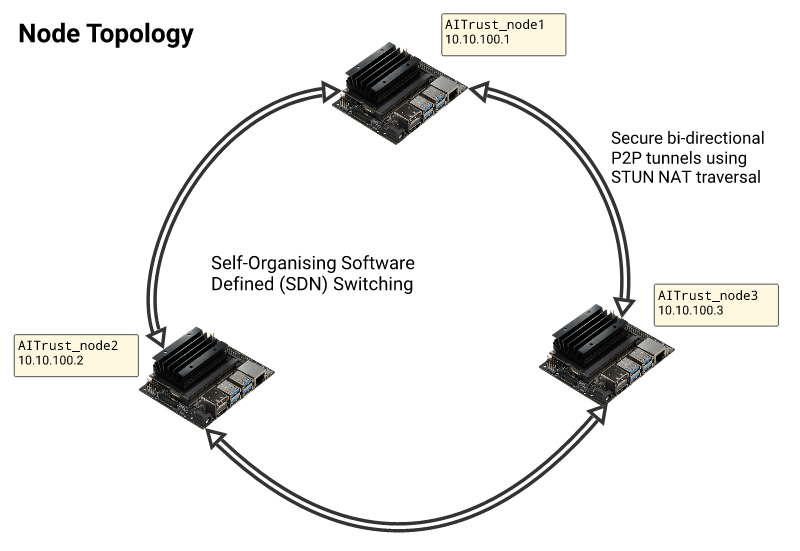 Node Topology
AITrust_node1
10.10.100.1
Secure bi-directional
P2P tunnels using
STUN NAT traversal
Self-Organising Software
Defined (SDN) Switching
AITrust_node3
10.10.100.3
AITrust_node2
10.10.100.2